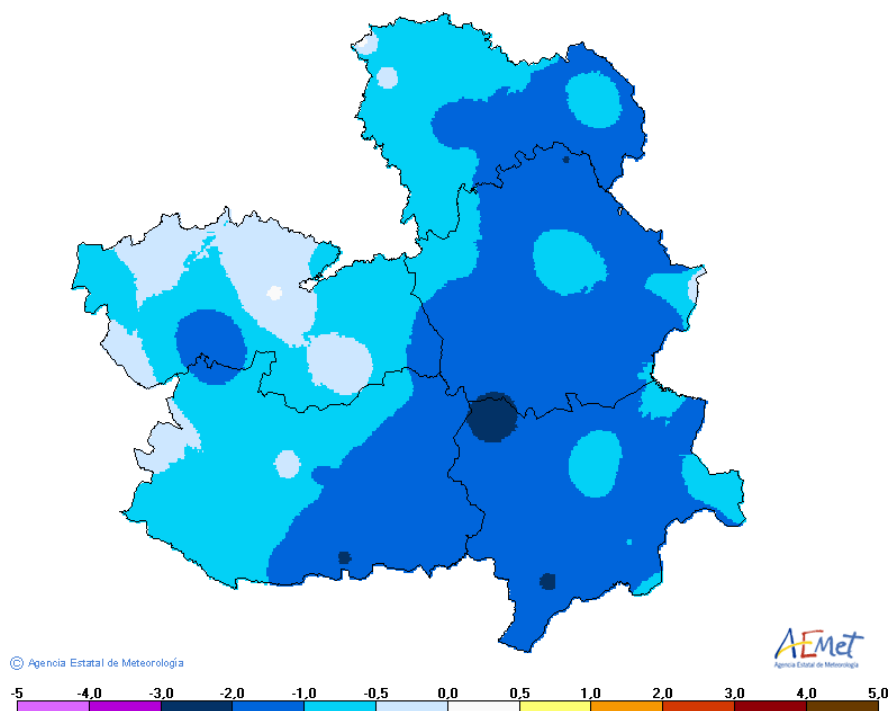 AEMet
Agencia Estatal de Meteorología
© Agencia Estatal de Meteorología
-5 -4,0 -3,0 -2,0 -1,0 -0,5 0,0 0,5 1,0 2,0 3,0 4,0 5,0